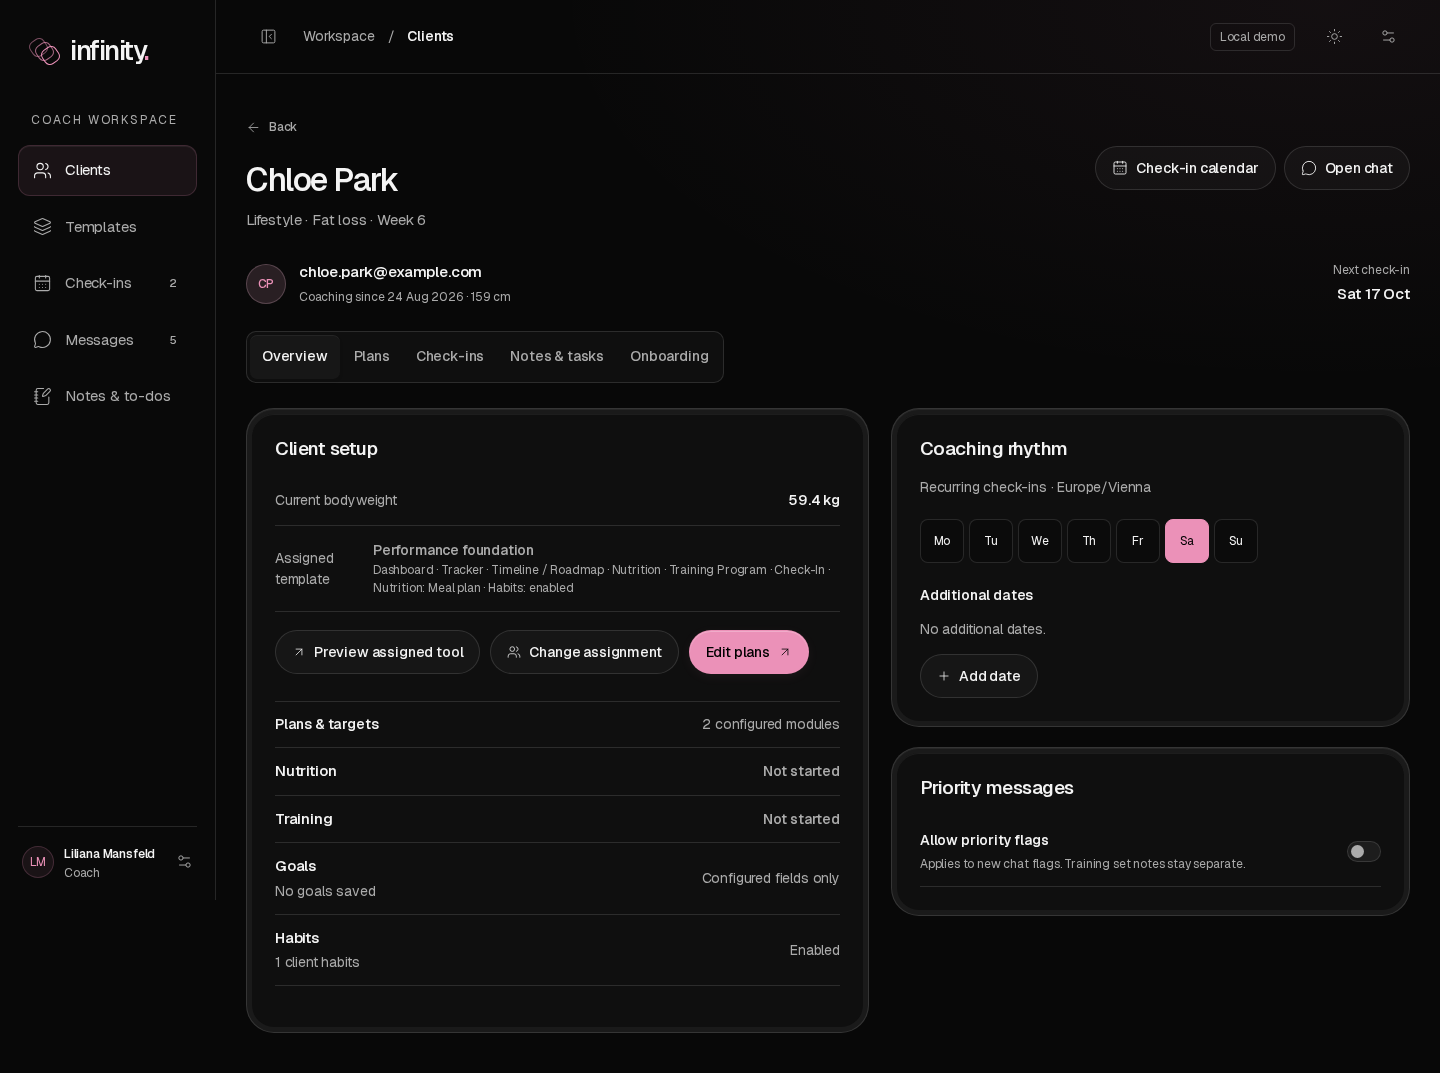 infinity.
COACH WORKSPACE
Clients
Templates
Check-ins 2
Messages 5
Notes & to-dos
LM
Liliana Mansfeld
Coach
Workspace / Clients
Local demo
Back
Chloe Park
Lifestyle · Fat loss · Week 6
Check-in calendar
Open chat
CP
chloe.park@example.com
Coaching since 24 Aug 2026 · 159 cm
Next check-in
Sat 17 Oct
Overview Plans Check-ins Notes & tasks Onboarding
Client setup
Current bodyweight 59.4 kg
Assigned template
Performance foundation
Dashboard · Tracker · Timeline / Roadmap · Nutrition · Training Program · Check-In ·
Nutrition: Meal plan · Habits: enabled
Preview assigned tool
Change assignment
Edit plans
Plans & targets 2 configured modules
Nutrition Not started
Training Not started
Goals
No goals saved
Configured fields only
Habits
1 client habits
Enabled
Coaching rhythm
Recurring check-ins · Europe/Vienna
Mo Tu We Th Fr Sa Su
Additional dates
No additional dates.
Add date
Priority messages
Allow priority flags
Applies to new chat flags. Training set notes stay separate.